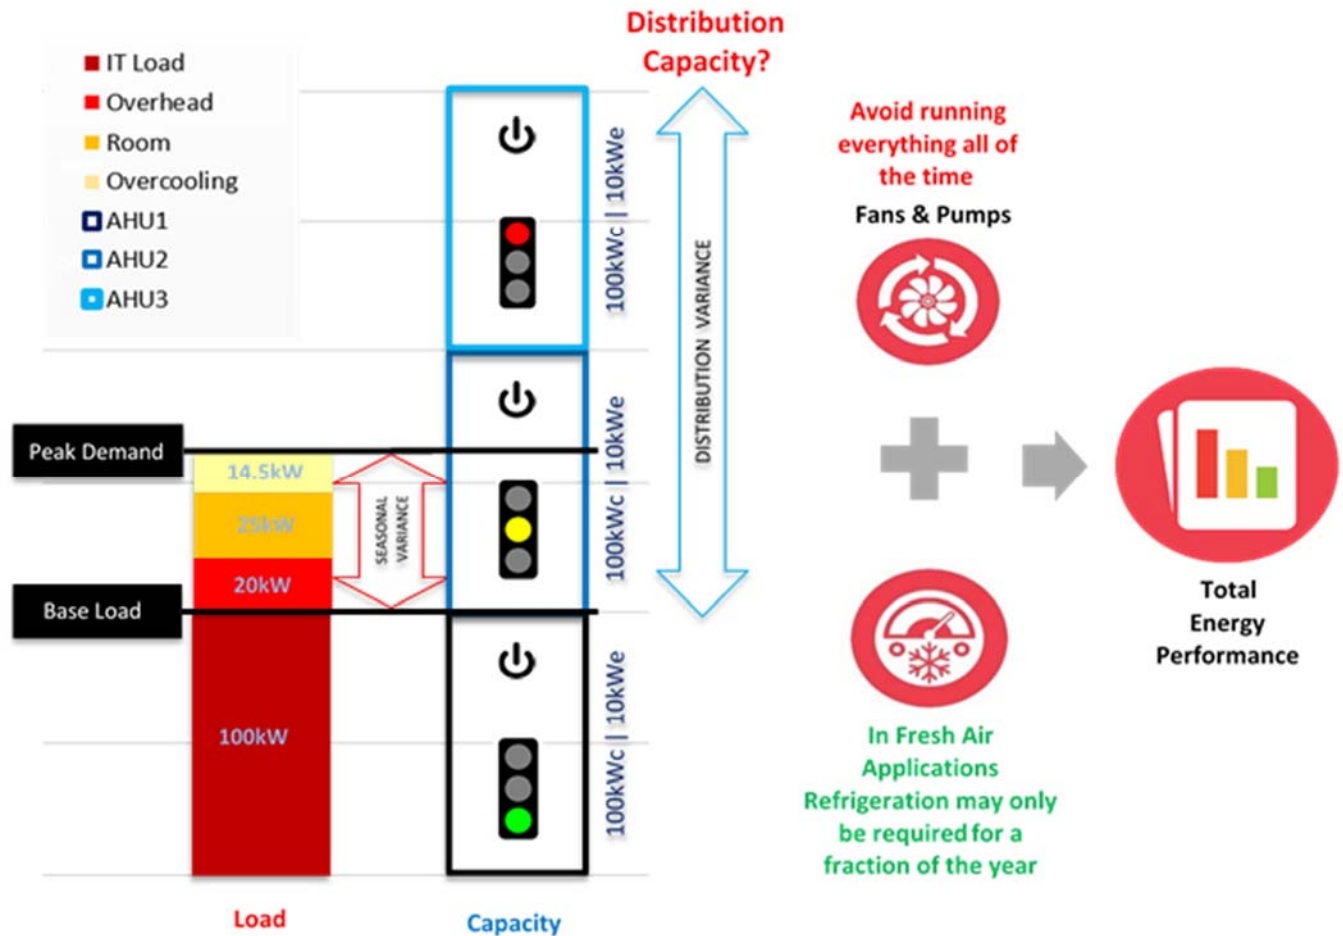 Distribution
Capacity?
IT Load
Overhead
Room
Overcooling
AHU1
AHU2
AHU3
100kWc | 10kWe
DISTRIBUTION VARIANCE
Avoid running
everything all of
the time
Fans & Pumps
Peak Demand
14.5kW
25kW
20kW
SEASONAL
VARIANCE
100kWc | 10kWe
Base Load
100kW
100kWc | 10kWe
Total
Energy
Performance
In Fresh Air
Applications
Refrigeration may only
be required for a
fraction of the year
Load
Capacity